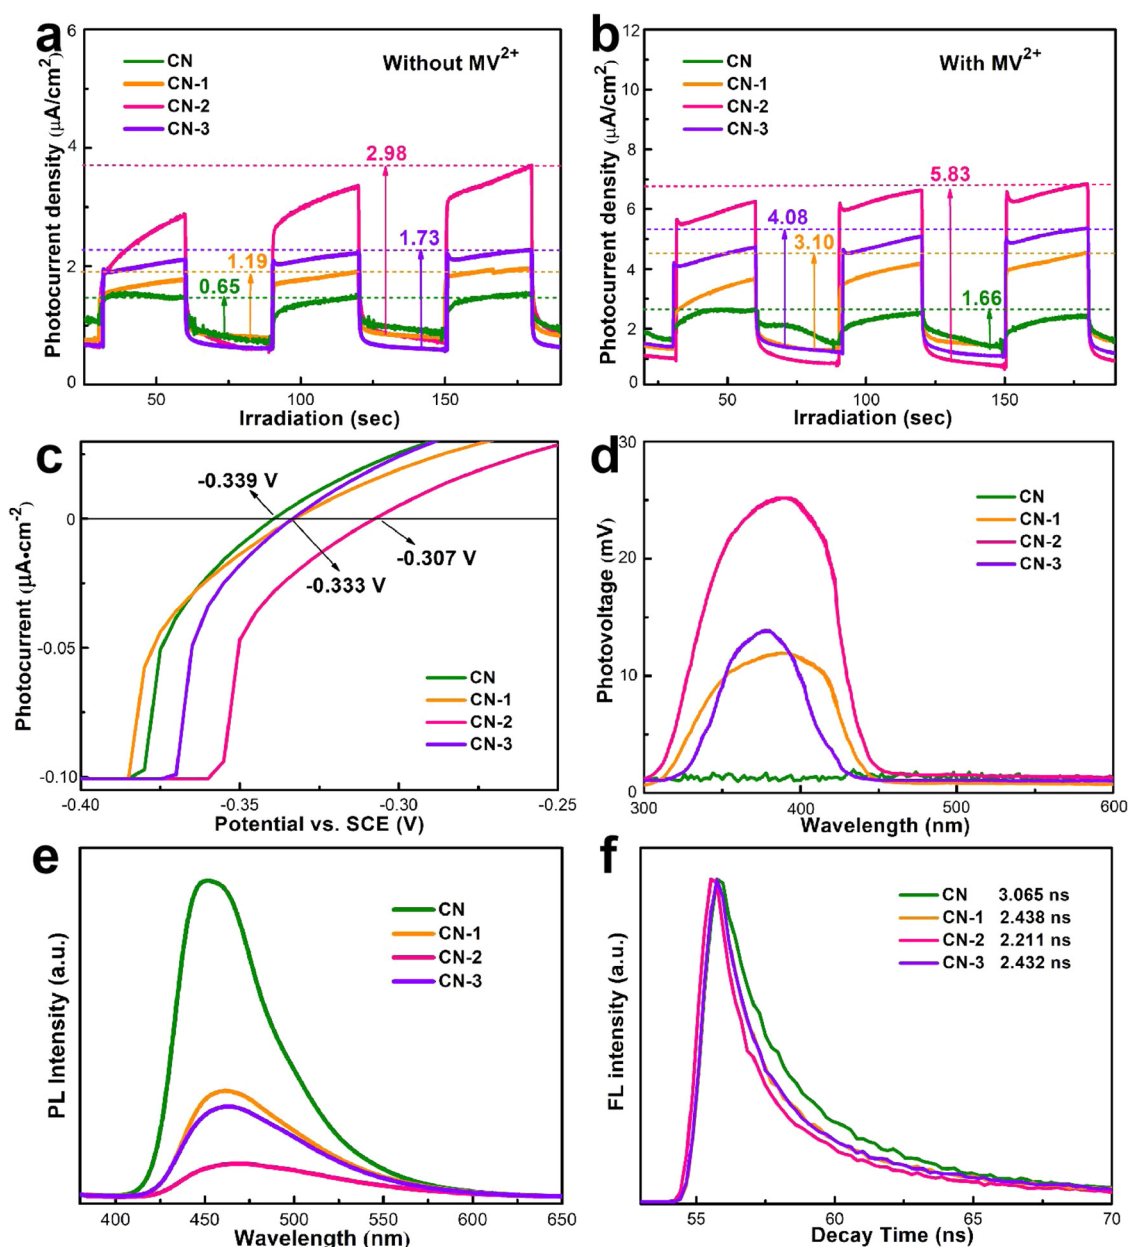 a
Photocurrent density (μA/cm²)
6
4
2
0
CN
CN-1
CN-2
CN-3
Without MV²⁺
2.98
1.73
1.19
0.65
50
100
150
Irradiation (sec)
b
Photocurrent density (μA/cm²)
12
10
8
6
4
2
0
CN
CN-1
CN-2
CN-3
With MV²⁺
5.83
4.08
3.10
1.66
50
100
150
Irradiation (sec)
c
Photocurrent (μA•cm⁻²)
0
-0.05
-0.10
-0.339 V
-0.307 V
-0.333 V
CN
CN-1
CN-2
CN-3
-0.40
-0.35
-0.30
-0.25
Potential vs. SCE (V)
d
Photovoltage (mV)
30
25
20
15
10
5
0
CN
CN-1
CN-2
CN-3
300
400
500
600
Wavelength (nm)
e
PL Intensity (a.u.)
CN
CN-1
CN-2
CN-3
400
450
500
550
600
650
Wavelength (nm)
f
FL intensity (a.u.)
CN 3.065 ns
CN-1 2.438 ns
CN-2 2.211 ns
CN-3 2.432 ns
55
60
65
70
Decay Time (ns)